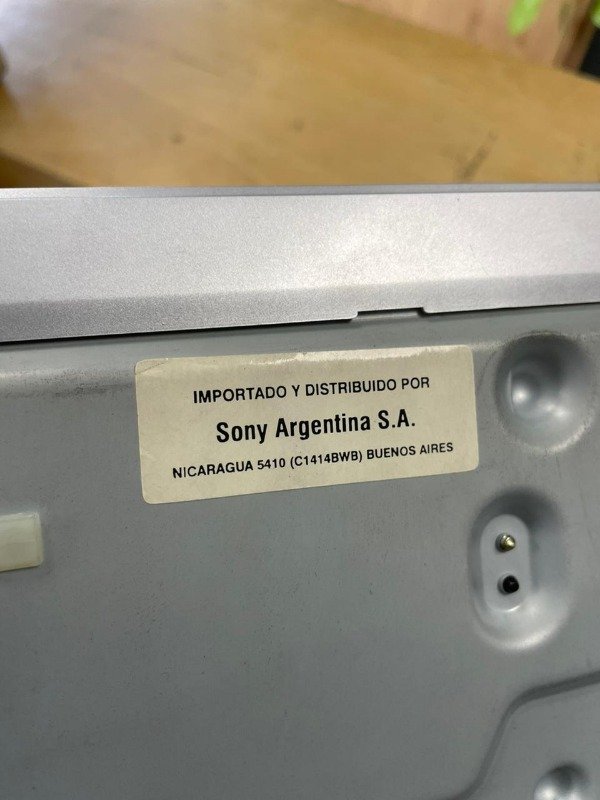 IMPORTADO Y DISTRIBUIDO POR
Sony Argentina S.A.
NICARAGUA 5410 (C1414BWB) BUENOS AIRES